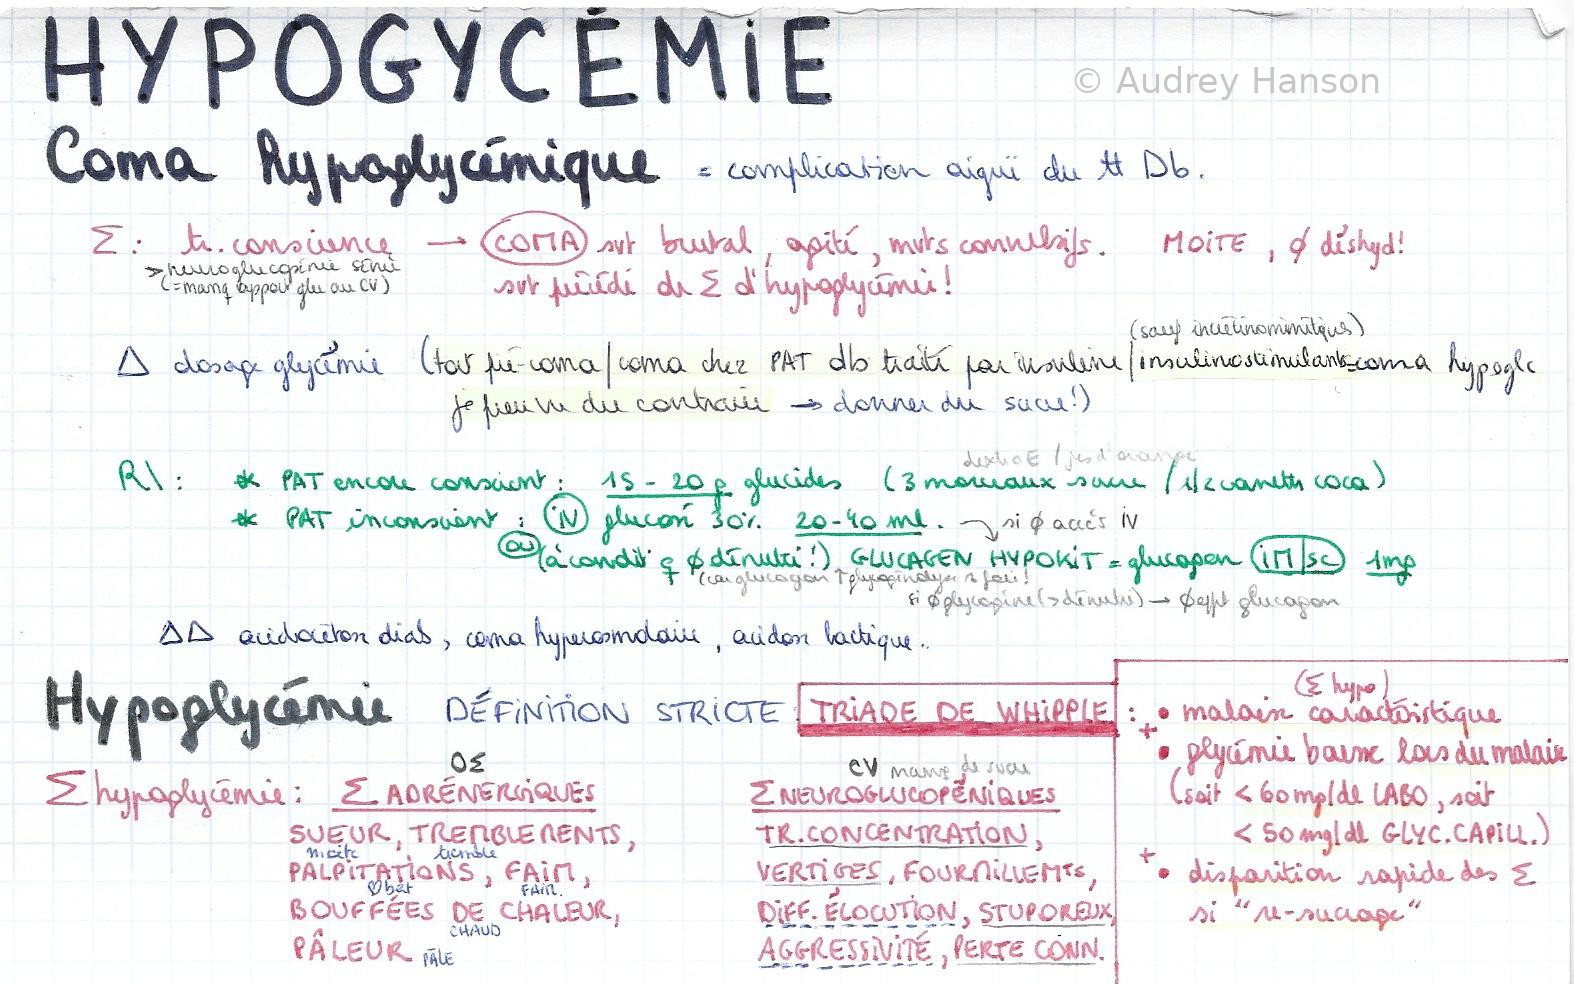 HYPOGYCÉMiE
© Audrey Hanson
Coma hypoglycémique = complication aiguï du tt Db.
Σ : tr. conscience → COMA svt brutal, agité, mvts convulsifs. MOiTE, ϕ déshyd!
> neuroglucopénie sévère
(= manq apport glu au CV)
svt précédé de Σ d'hypoglycémie!
(sauf incrétinomimétiques)
Δ dosage glycémie (tout pré-coma/coma chez PAT db traité par insuline/insulinostimulant = coma hypoglc
jσ preuve du contraire → donner du sucre!)
dextroE / jus d'orange
R\ : * PAT encore conscient : 15 - 20 g glucides (3 morceaux sucre / 1/2 canette coca)
* PAT inconscient : iV glucosé 30% 20-40 ml. si ϕ accès iV
ou (à condit° q ϕ dénutri!) GLUCAGEN HYPOKiT = glucagon iM/SC 1mg
(car glucagon ↑ glycogénolyse foie!
si ϕ glycogène (> dénutri) → ϕ effet glucagon
ΔΔ acidocétose diab, coma hyperosmolaire, acidose lactique..
Hypoglycémie DÉFiNiTiON STRiCTE TRiADE DE WHiPPLE :
(Σ hypo)
• malaise caractéristique
+
• glycémie basse lors du malaise
(soit < 60 mg/dl LABO, soit
< 50 mg/dl GLYC.CAPiLL.)
+
• disparition rapide des Σ
si "re-sucrage"
Σ hypoglycémie :
OΣ
Σ ADRÉNERGiQUES
SUEUR, TREMBLEMENTS,
moite tremble
PALPiTATiONS, FAiM,
♡ bat FAiM.
BOUFFÉES DE CHALEUR,
CHAUD
PÂLEUR PÂLE
CV manq de sucre
Σ NEUROGLUCOPÉNiQUES
TR.CONCENTRATiON,
VERTiGES, FOURMiLLEMTS,
DiFF. ÉLOCUTiON, STUPOREUX,
AGGRESSiViTÉ, PERTE CONN.